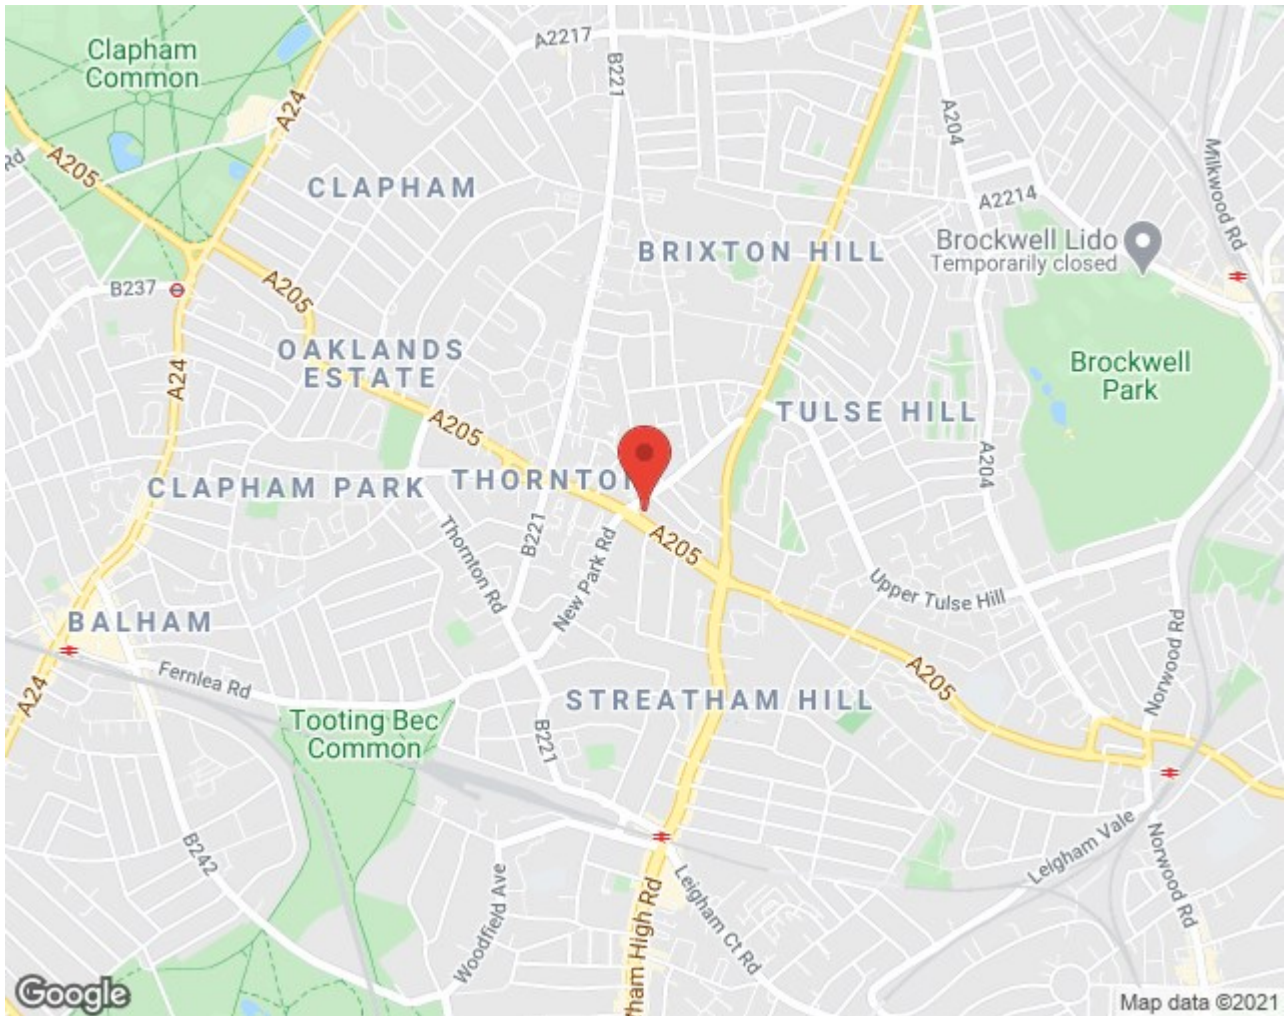 Clapham
Common
A2217
B221
A24
A204
Rd
A205
CLAPHAM
Milkwood Rd
A2214
BRIXTON HILL
Brockwell Lido
Temporarily closed
B237
A205
OAKLANDS
ESTATE
A24
Brockwell
Park
TULSE HILL
A205
A204
THORNTON
CLAPHAM PARK
Thornton Rd
B221
New Park Rd
A205
Upper Tulse Hill
BALHAM
Norwood Rd
Fernlea Rd
A24
A205
STREATHAM HILL
Tooting Bec
Common
B221
B242
Leigham Vale
Norwood Rd
Woodfield Ave
Leigham Ct Rd
tham High Rd
Google
Map data ©2021